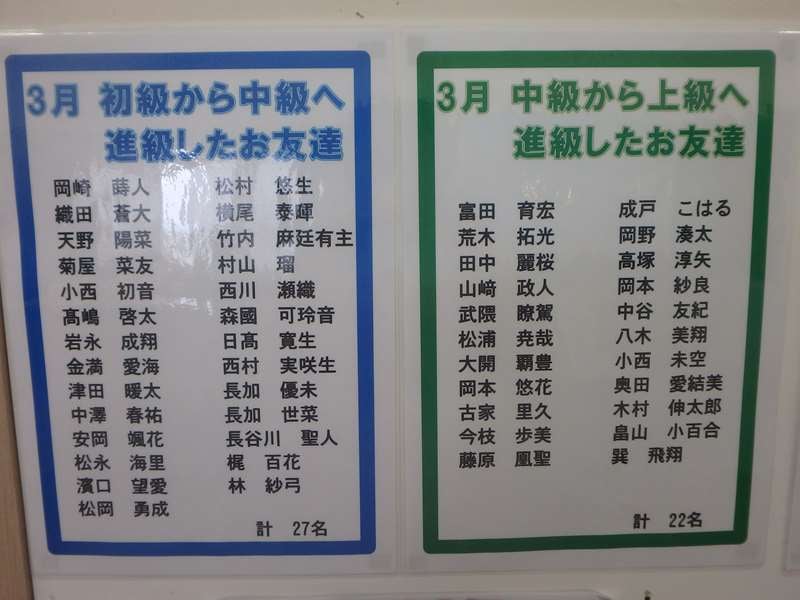 3月 初級から中級へ
進級したお友達
岡崎 蒔人
織田 蒼大
天野 陽菜
菊屋 菜友
小西 初音
髙嶋 啓太
岩永 成翔
金満 愛海
津田 暖太
中澤 春祐
安岡 颯花
松永 海里
濱口 望愛
松岡 勇成
松村 悠生
横尾 泰暉
竹内 麻廷有主
村山 瑠
西川 瀬織
森國 可玲音
日髙 寛生
西村 実咲生
長加 優未
長加 世菜
長谷川 聖人
梶 百花
林 紗弓
計 27名
3月 中級から上級へ
進級したお友達
富田 育宏
荒木 拓光
田中 麗桜
山﨑 政人
武隈 瞭駕
松浦 尭哉
大開 覇豊
岡本 悠花
古家 里久
今枝 歩美
藤原 凰聖
成戸 こはる
岡野 湊太
高塚 淳矢
岡本 紗良
中谷 友紀
八木 美翔
小西 未空
奥田 愛結美
木村 伸太郎
畠山 小百合
巽 飛翔
計 22名